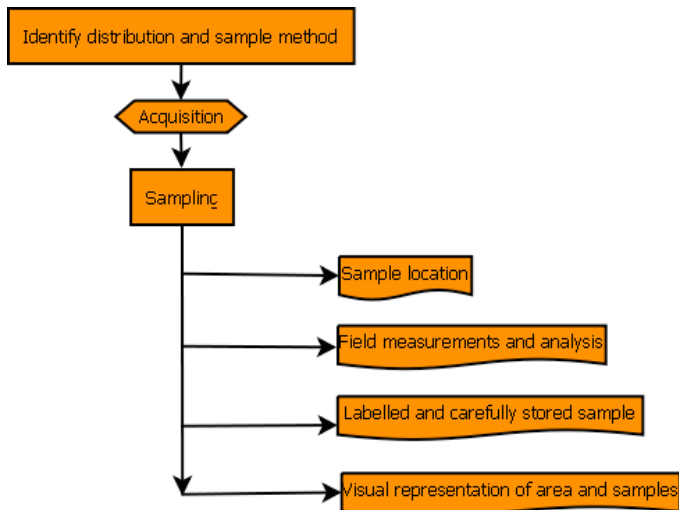 Identify distribution and sample method
Acquisition
Sampling
Sample location
Field measurements and analysis
Labelled and carefully stored sample
Visual representation of area and samples